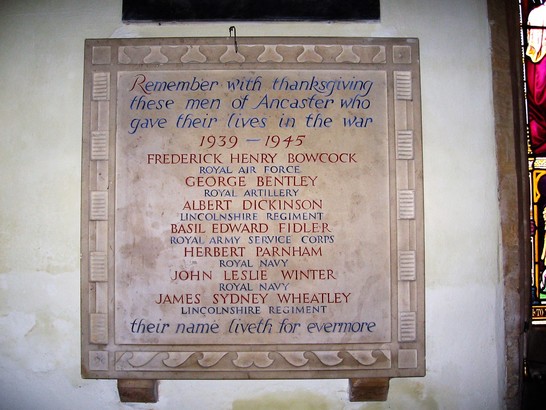 Remember with thanksgiving
these men of Ancaster who
gave their lives in the war
1939 – 1945
FREDERICK HENRY BOWCOCK
ROYAL AIR FORCE
GEORGE BENTLEY
ROYAL ARTILLERY
ALBERT DICKINSON
LINCOLNSHIRE REGIMENT
BASIL EDWARD FIDLER
ROYAL ARMY SERVICE CORPS
HERBERT PARNHAM
ROYAL NAVY
JOHN LESLIE WINTER
ROYAL NAVY
JAMES SYDNEY WHEATLEY
LINCOLNSHIRE REGIMENT
their name liveth for evermore